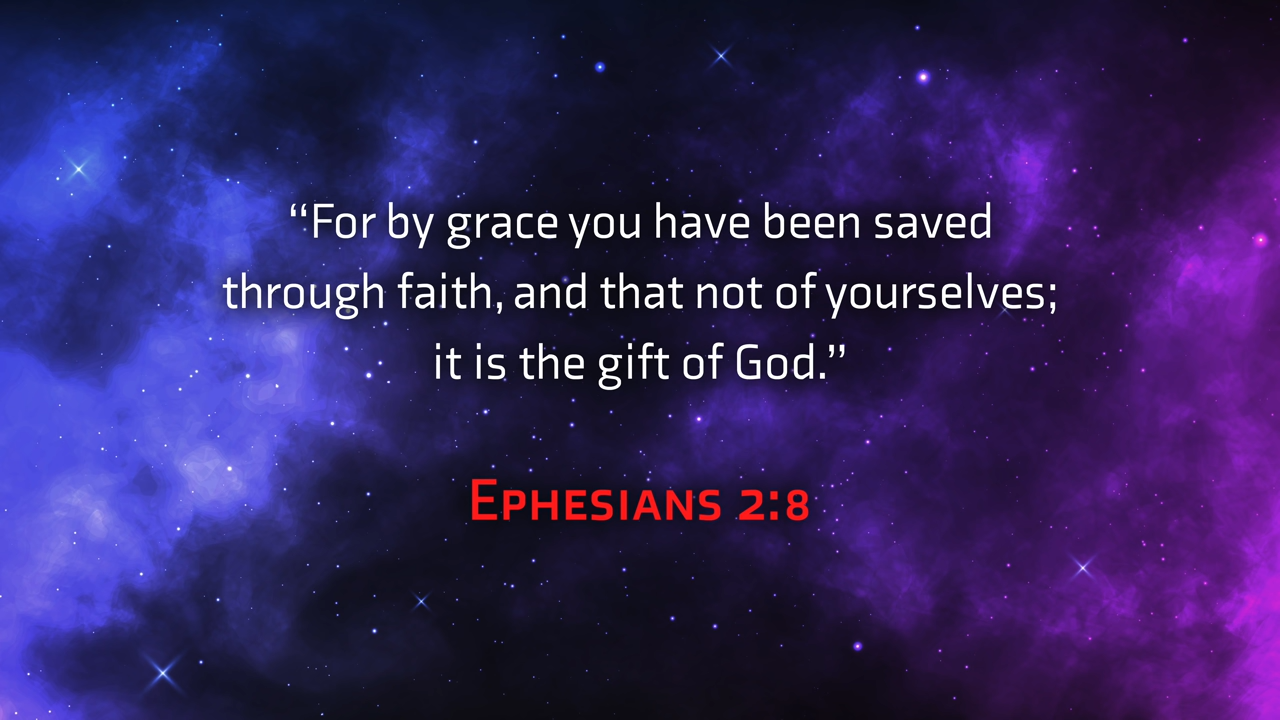 “For by grace you have been saved
through faith, and that not of yourselves;
it is the gift of God.”
Ephesians 2:8